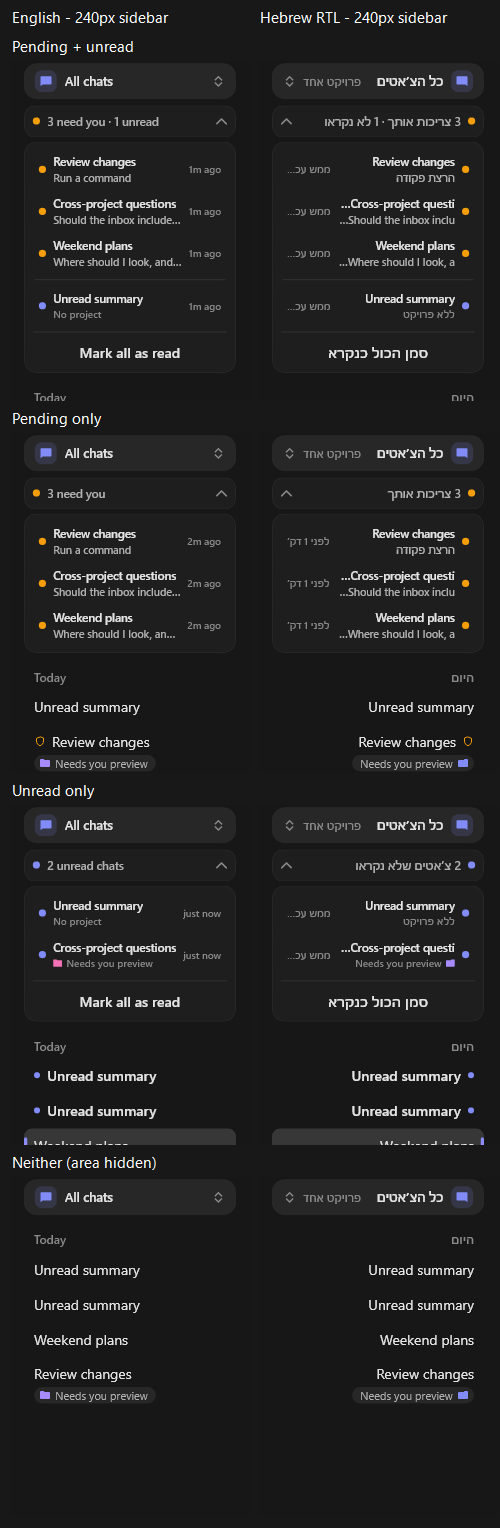 English - 240px sidebar
Hebrew RTL - 240px sidebar
Pending + unread
All chats
3 need you · 1 unread
Review changes
1m ago
Run a command
Cross-project questions
1m ago
Should the inbox include...
Weekend plans
1m ago
Where should I look, and...
Unread summary
1m ago
No project
Mark all as read
Today
כל הצ׳אטים
פרויקט אחד
3 צריכות אותך · 1 לא נקראו
Review changes
ממש עכ...
הרצת פקודה
...Cross-project questi
ממש עכ...
...Should the inbox inclu
Weekend plans
ממש עכ...
...Where should I look, a
Unread summary
ממש עכ...
ללא פרויקט
סמן הכול כנקרא
היום
Pending only
All chats
3 need you
Review changes
2m ago
Run a command
Cross-project questions
2m ago
Should the inbox include...
Weekend plans
2m ago
Where should I look, an...
Today
Unread summary
Review changes
Needs you preview
כל הצ׳אטים
פרויקט אחד
3 צריכות אותך
Review changes
לפני 1 דק׳
הרצת פקודה
...Cross-project questi
לפני 1 דק׳
...Should the inbox inclu
Weekend plans
לפני 1 דק׳
...Where should I look, a
היום
Unread summary
Review changes
Needs you preview
Unread only
All chats
2 unread chats
Unread summary
just now
No project
Cross-project questions
just now
Needs you preview
Mark all as read
Today
Unread summary
Unread summary
Weekend plans
כל הצ׳אטים
פרויקט אחד
2 צ׳אטים שלא נקראו
Unread summary
ממש עכ...
ללא פרויקט
...Cross-project questi
ממש עכ...
Needs you preview
סמן הכול כנקרא
היום
Unread summary
Unread summary
Weekend plans
Neither (area hidden)
All chats
Today
Unread summary
Unread summary
Weekend plans
Review changes
Needs you preview
כל הצ׳אטים
פרויקט אחד
היום
Unread summary
Unread summary
Weekend plans
Review changes
Needs you preview